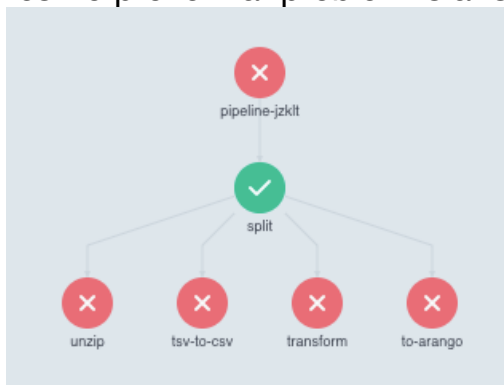 pipeline-jzklt
split
unzip
tsv-to-csv
transform
to-arango